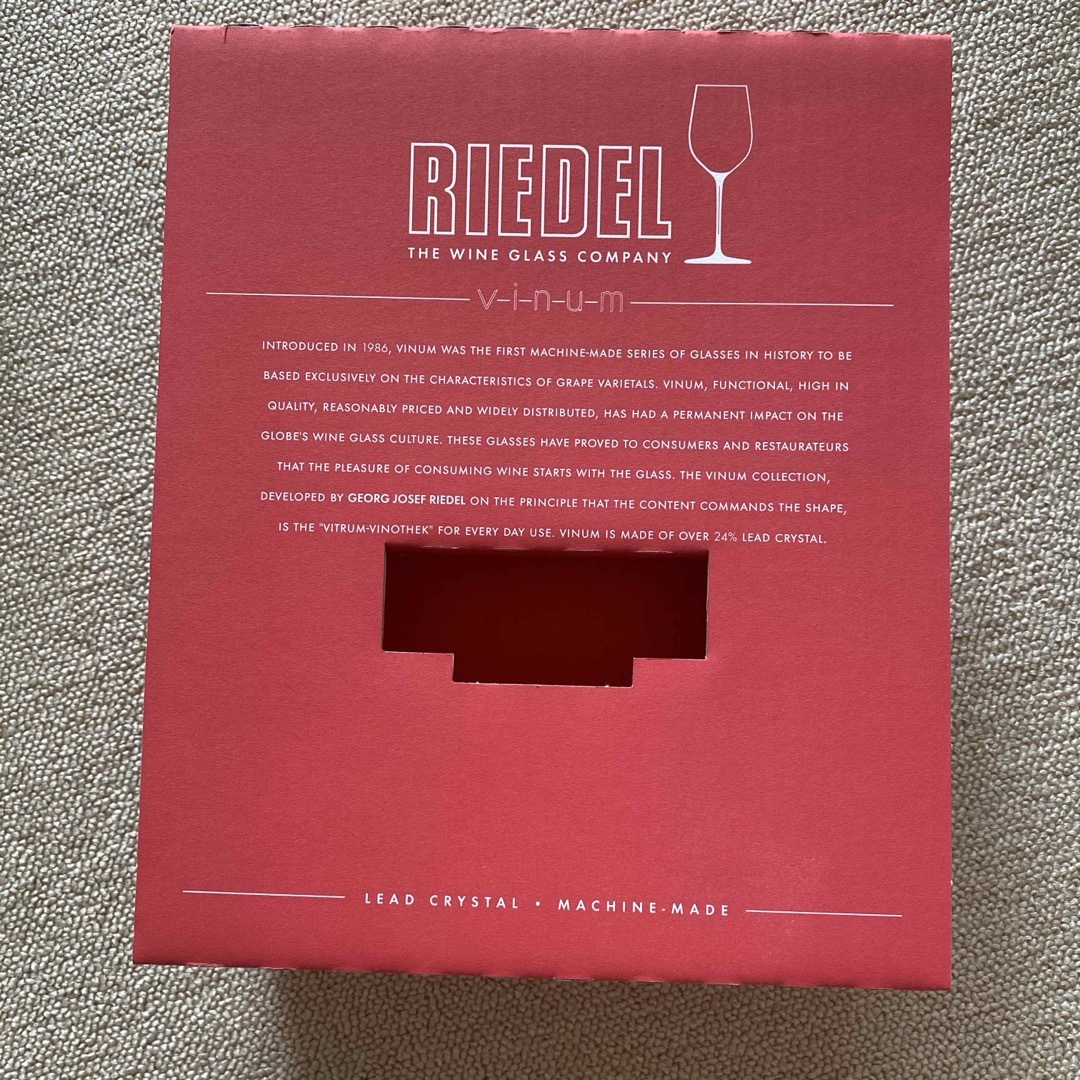 RIEDEL
THE WINE GLASS COMPANY
v-i-n-u-m
INTRODUCED IN 1986, VINUM WAS THE FIRST MACHINE-MADE SERIES OF GLASSES IN HISTORY TO BE
BASED EXCLUSIVELY ON THE CHARACTERISTICS OF GRAPE VARIETALS. VINUM, FUNCTIONAL, HIGH IN
QUALITY, REASONABLY PRICED AND WIDELY DISTRIBUTED, HAS HAD A PERMANENT IMPACT ON THE
GLOBE'S WINE GLASS CULTURE. THESE GLASSES HAVE PROVED TO CONSUMERS AND RESTAURATEURS
THAT THE PLEASURE OF CONSUMING WINE STARTS WITH THE GLASS. THE VINUM COLLECTION,
DEVELOPED BY GEORG JOSEF RIEDEL ON THE PRINCIPLE THAT THE CONTENT COMMANDS THE SHAPE,
IS THE "VITRUM-VINOTHEK" FOR EVERY DAY USE. VINUM IS MADE OF OVER 24% LEAD CRYSTAL.
LEAD CRYSTAL • MACHINE-MADE